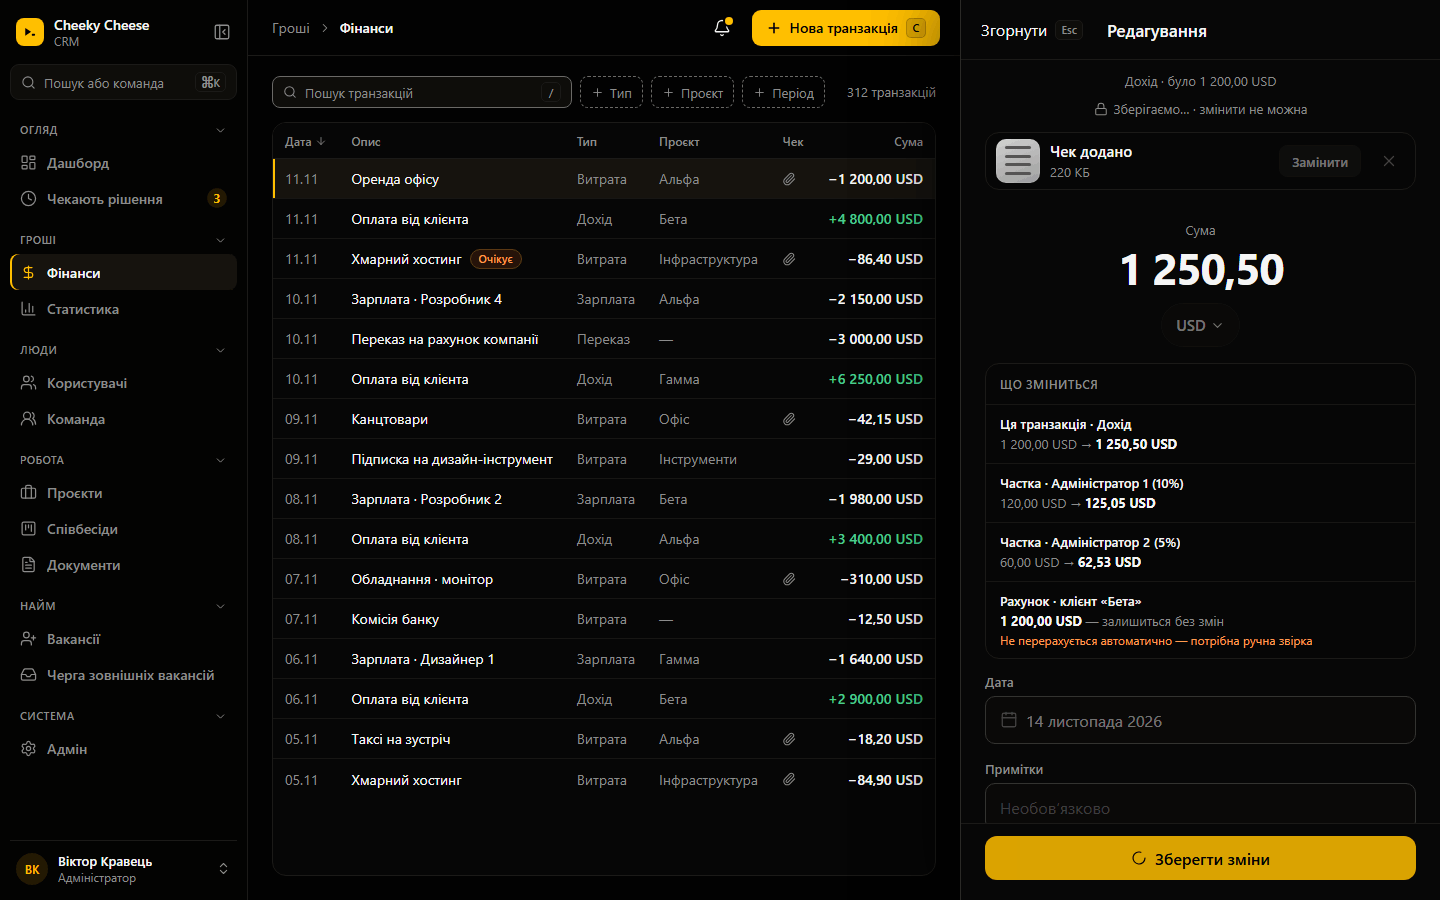 Cheeky Cheese
CRM
Пошук або команда ⌘K
ОГЛЯД
Дашборд
Чекають рішення 3
ГРОШІ
Фінанси
Статистика
ЛЮДИ
Користувачі
Команда
РОБОТА
Проєкти
Співбесіди
Документи
НАЙМ
Вакансії
Черга зовнішніх вакансій
СИСТЕМА
Адмін
ВК Віктор Кравець
Адміністратор
Гроші Фінанси
Нова транзакція C
Пошук транзакцій /
Тип Проєкт Період 312 транзакцій
Дата Опис Тип Проєкт Чек Сума
11.11 Оренда офісу Витрата Альфа −1 200,00 USD
11.11 Оплата від клієнта Дохід Бета +4 800,00 USD
11.11 Хмарний хостинг Очікує Витрата Інфраструктура −86,40 USD
10.11 Зарплата · Розробник 4 Зарплата Альфа −2 150,00 USD
10.11 Переказ на рахунок компанії Переказ — −3 000,00 USD
10.11 Оплата від клієнта Дохід Гамма +6 250,00 USD
09.11 Канцтовари Витрата Офіс −42,15 USD
09.11 Підписка на дизайн-інструмент Витрата Інструменти −29,00 USD
08.11 Зарплата · Розробник 2 Зарплата Бета −1 980,00 USD
08.11 Оплата від клієнта Дохід Альфа +3 400,00 USD
07.11 Обладнання · монітор Витрата Офіс −310,00 USD
07.11 Комісія банку Витрата — −12,50 USD
06.11 Зарплата · Дизайнер 1 Зарплата Гамма −1 640,00 USD
06.11 Оплата від клієнта Дохід Бета +2 900,00 USD
05.11 Таксі на зустріч Витрата Альфа −18,20 USD
05.11 Хмарний хостинг Витрата Інфраструктура −84,90 USD
Згорнути Esc Редагування
Дохід · було 1 200,00 USD
Зберігаємо... · змінити не можна
Чек додано
220 КБ
Замінити
Сума
1 250,50
USD
ЩО ЗМІНИТЬСЯ
Ця транзакція · Дохід
1 200,00 USD → 1 250,50 USD
Частка · Адміністратор 1 (10%)
120,00 USD → 125,05 USD
Частка · Адміністратор 2 (5%)
60,00 USD → 62,53 USD
Рахунок · клієнт «Бета»
1 200,00 USD — залишиться без змін
Не перерахується автоматично — потрібна ручна звірка
Дата
14 листопада 2026
Примітки
Необов'язково
Зберегти зміни